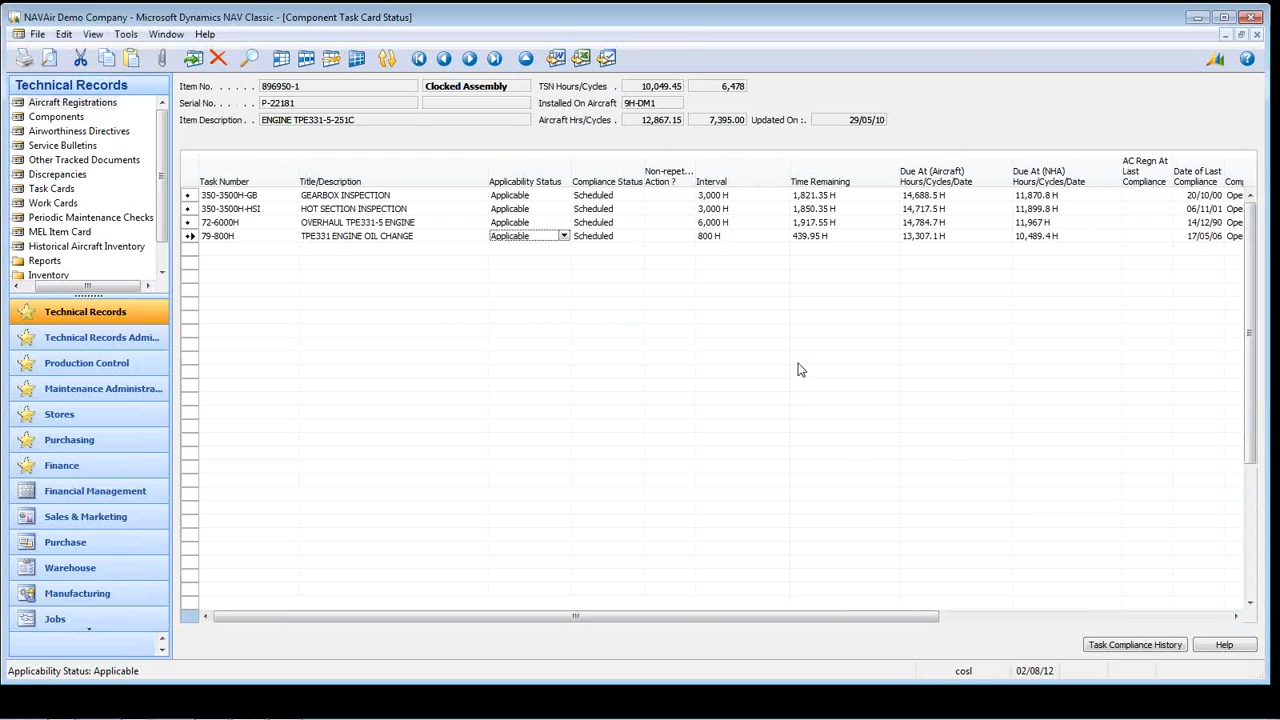 NAVAir Demo Company - Microsoft Dynamics NAV Classic - [Component Task Card Status]
File Edit View Tools Window Help
Technical Records
Aircraft Registrations
Components
Airworthiness Directives
Service Bulletins
Other Tracked Documents
Discrepancies
Task Cards
Work Cards
Periodic Maintenance Checks
MEL Item Card
Historical Aircraft Inventory
Reports
Inventory
Technical Records
Technical Records Admi...
Production Control
Maintenance Administra...
Stores
Purchasing
Finance
Financial Management
Sales & Marketing
Purchase
Warehouse
Manufacturing
Jobs
Item No. . . . . . . 896950-1 Clocked Assembly TSN Hours/Cycles . 10,049.45 6,478
Serial No. . . . . . . P-22181 Installed On Aircraft 9H-DM1
Item Description . . . ENGINE TPE331-5-251C Aircraft Hrs/Cycles . 12,867.15 7,395.00 Updated On : . 29/05/10
Task Number Title/Description Applicability Status Compliance Status Non-repet... Action ? Interval Time Remaining Due At (Aircraft) Hours/Cycles/Date Due At (NHA) Hours/Cycles/Date AC Regn At Last Compliance Date of Last Compliance Comp
350-3500H-GB GEARBOX INSPECTION Applicable Scheduled 3,000 H 1,821.35 H 14,688.5 H 11,870.8 H 20/10/00 Ope
350-3500H-HSI HOT SECTION INSPECTION Applicable Scheduled 3,000 H 1,850.35 H 14,717.5 H 11,899.8 H 06/11/01 Ope
72-6000H OVERHAUL TPE331-5 ENGINE Applicable Scheduled 6,000 H 1,917.55 H 14,784.7 H 11,967 H 14/12/90 Ope
79-800H TPE331 ENGINE OIL CHANGE Applicable Scheduled 800 H 439.95 H 13,307.1 H 10,489.4 H 17/05/06 Ope
Task Compliance History Help
Applicability Status: Applicable cosl 02/08/12